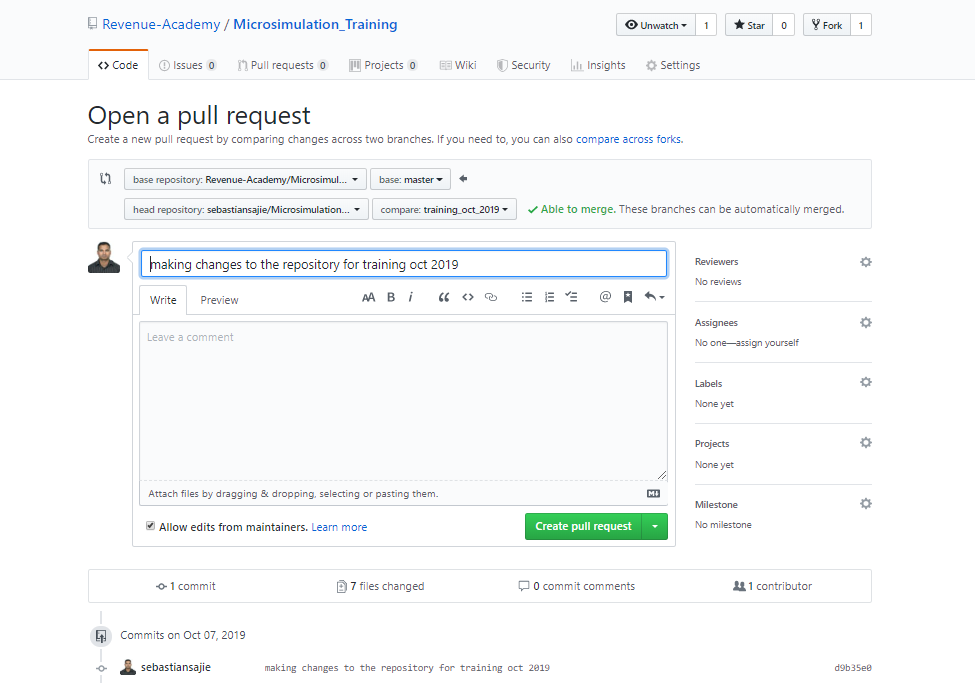 Revenue-Academy / Microsimulation_Training
Unwatch 1 Star 0 Fork 1
Code Issues 0 Pull requests 0 Projects 0 Wiki Security Insights Settings
Open a pull request
Create a new pull request by comparing changes across two branches. If you need to, you can also compare across forks.
base repository: Revenue-Academy/Microsimul... base: master
head repository: sebastiansajie/Microsimulation... compare: training_oct_2019 Able to merge. These branches can be automatically merged.
making changes to the repository for training oct 2019
Write Preview AA B i @
Leave a comment
Attach files by dragging & dropping, selecting or pasting them.
Allow edits from maintainers. Learn more
Create pull request
Reviewers
No reviews
Assignees
No one—assign yourself
Labels
None yet
Projects
None yet
Milestone
No milestone
1 commit 7 files changed 0 commit comments 1 contributor
Commits on Oct 07, 2019
sebastiansajie making changes to the repository for training oct 2019 d9b35e0